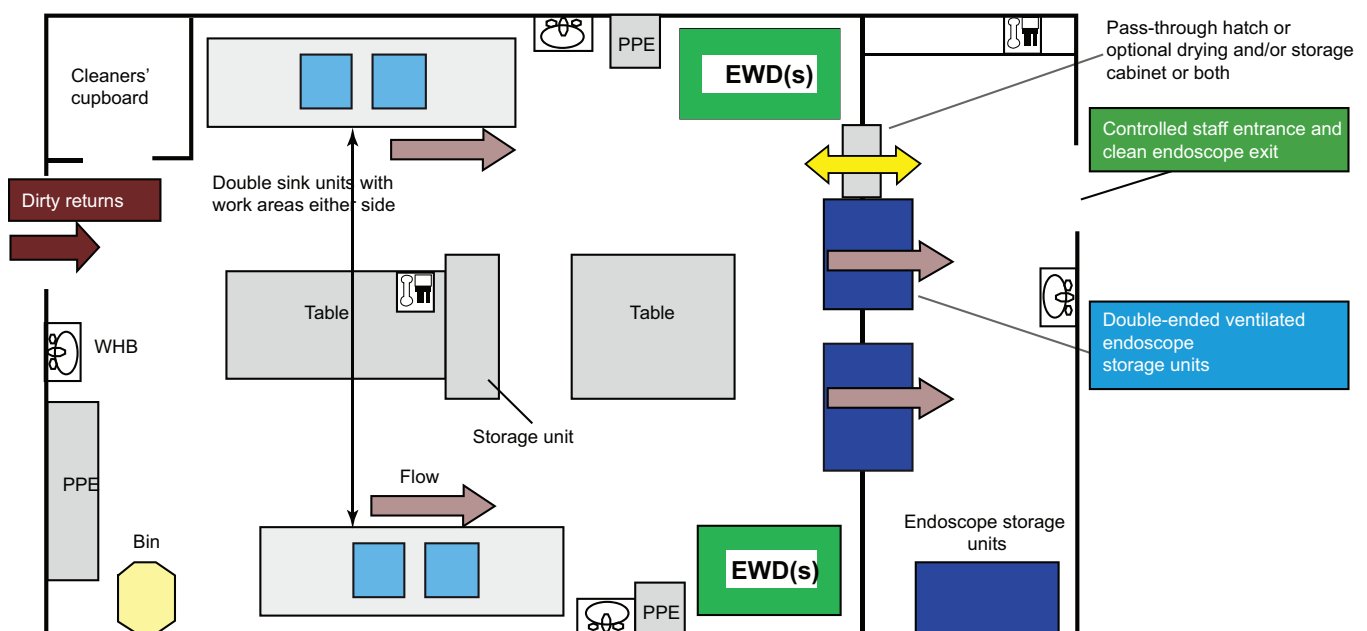 Cleaners’
cupboard
PPE
EWD(s)
Pass-through hatch or
optional drying and/or storage
cabinet or both
Controlled staff entrance and
clean endoscope exit
Dirty returns
Double sink units with
work areas either side
Table
Table
WHB
Double-ended ventilated
endoscope
storage units
Storage unit
PPE
Flow
Bin
Endoscope storage
units
EWD(s)
PPE